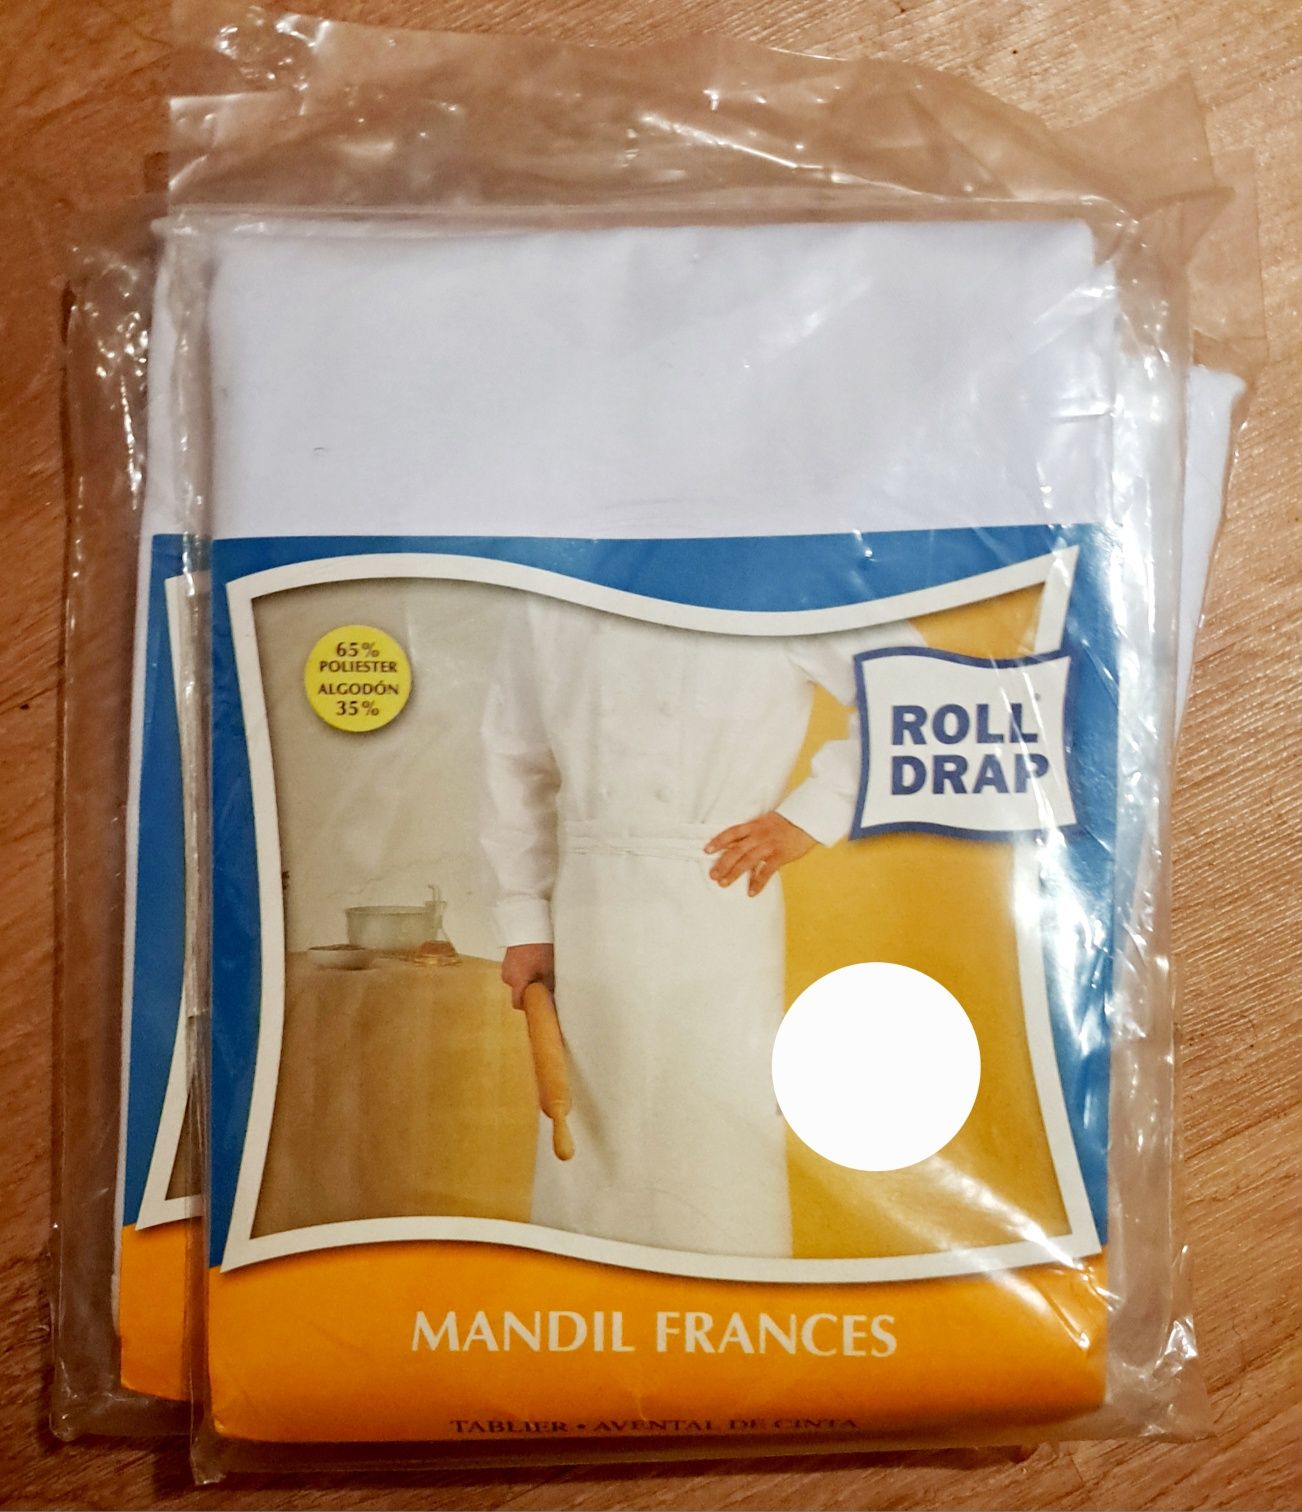 65%
POLIESTER
ALGODÓN
35%
ROLL
DRAP
MANDIL FRANCES
TABLIER • AVENTAL DE CINTA